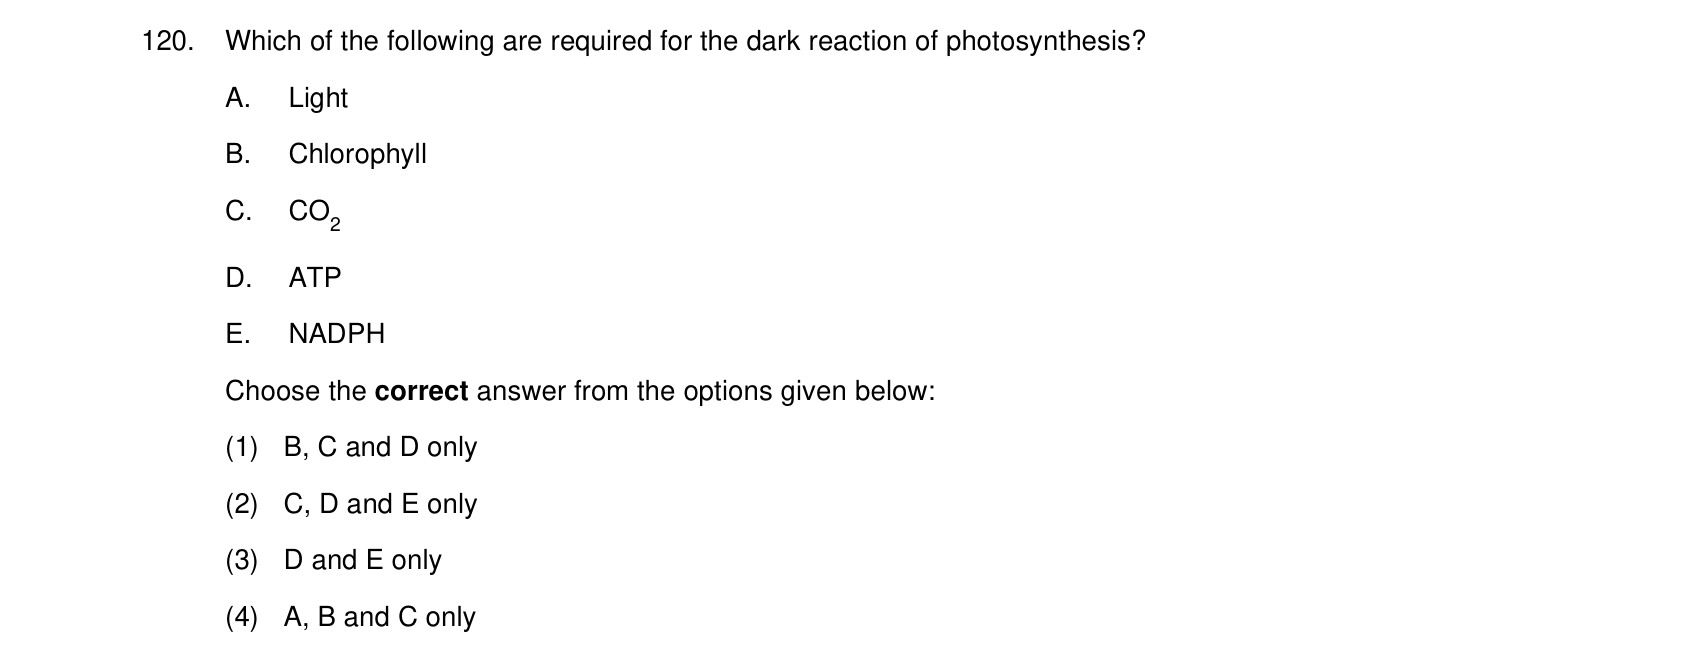 120. Which of the following are required for the dark reaction of photosynthesis?
A. Light
B. Chlorophyll
C. CO₂
D. ATP
E. NADPH
Choose the correct answer from the options given below:
(1) B, C and D only
(2) C, D and E only
(3) D and E only
(4) A, B and C only